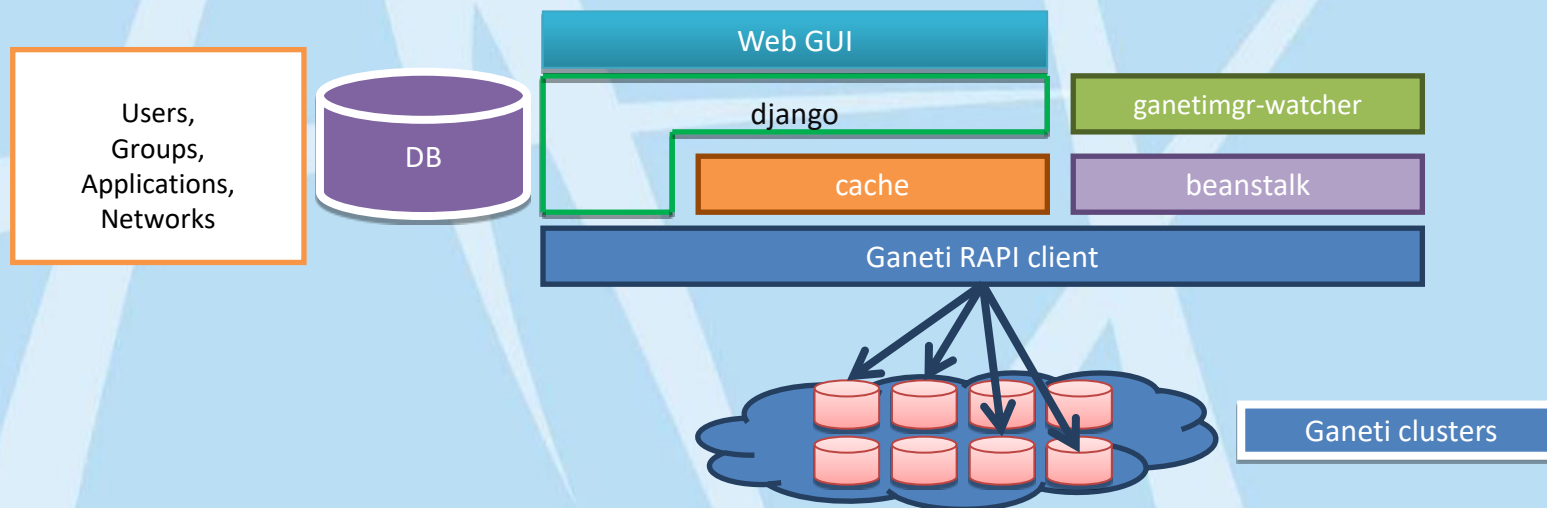 Web GUI
Users,
Groups,
Applications,
Networks
DB
django
ganetimgr-watcher
cache
beanstalk
Ganeti RAPI client
Ganeti clusters